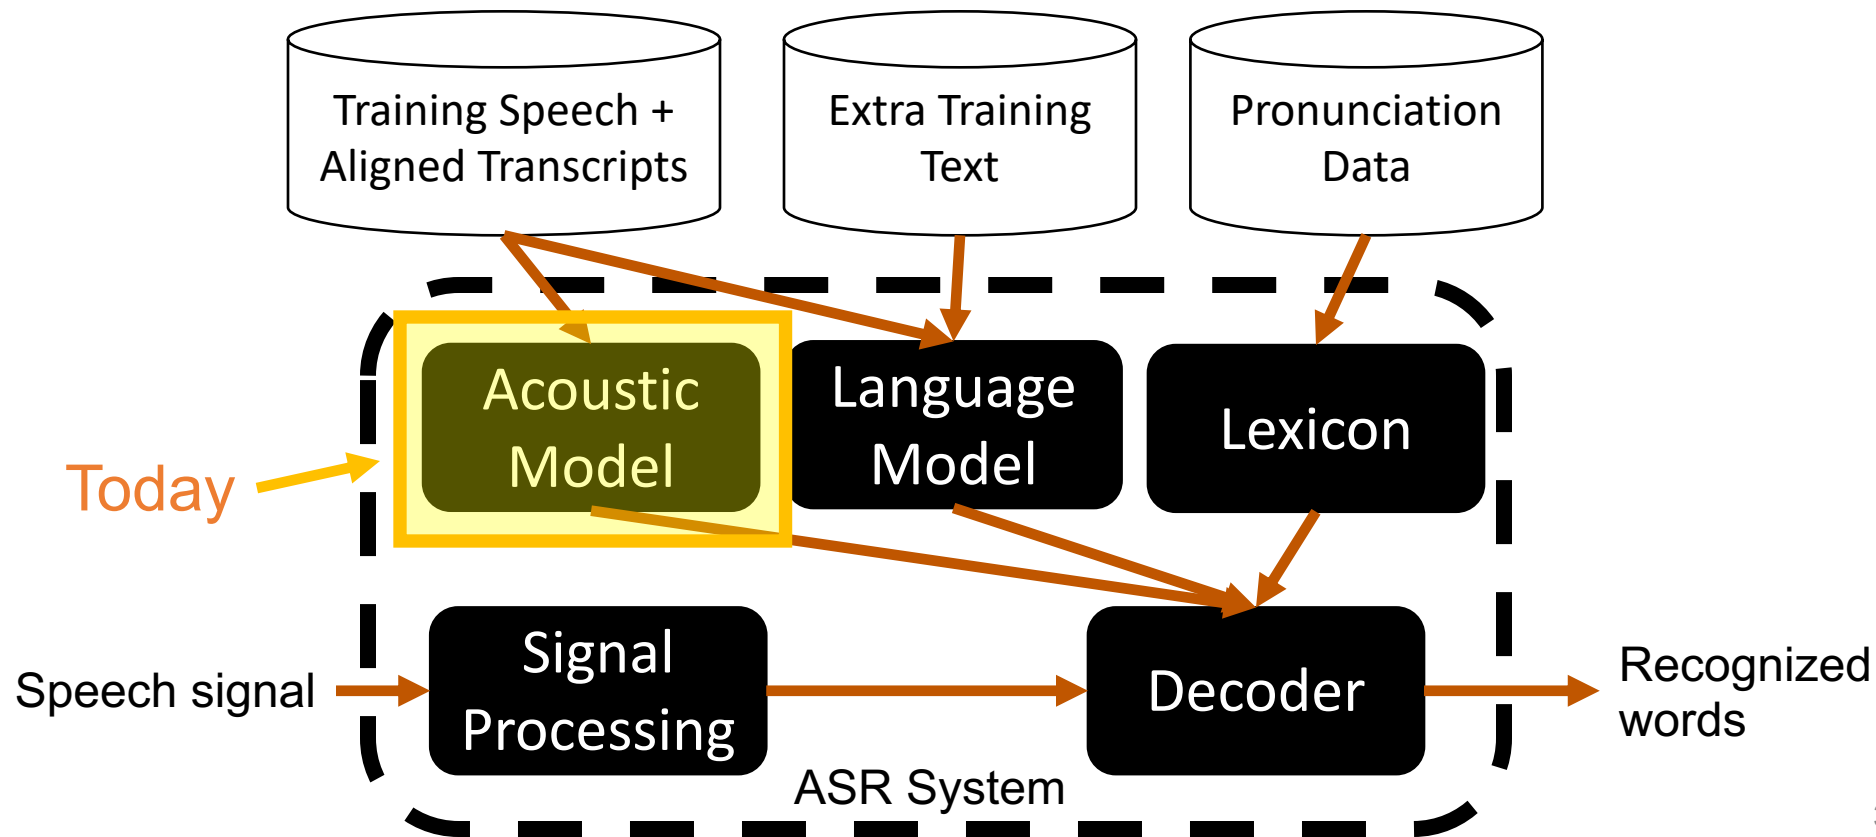 Training Speech +
Aligned Transcripts
Extra Training
Text
Pronunciation
Data
Acoustic
Model
Language
Model
Lexicon
Today
Signal
Processing
Decoder
Speech signal
Recognized
words
ASR System